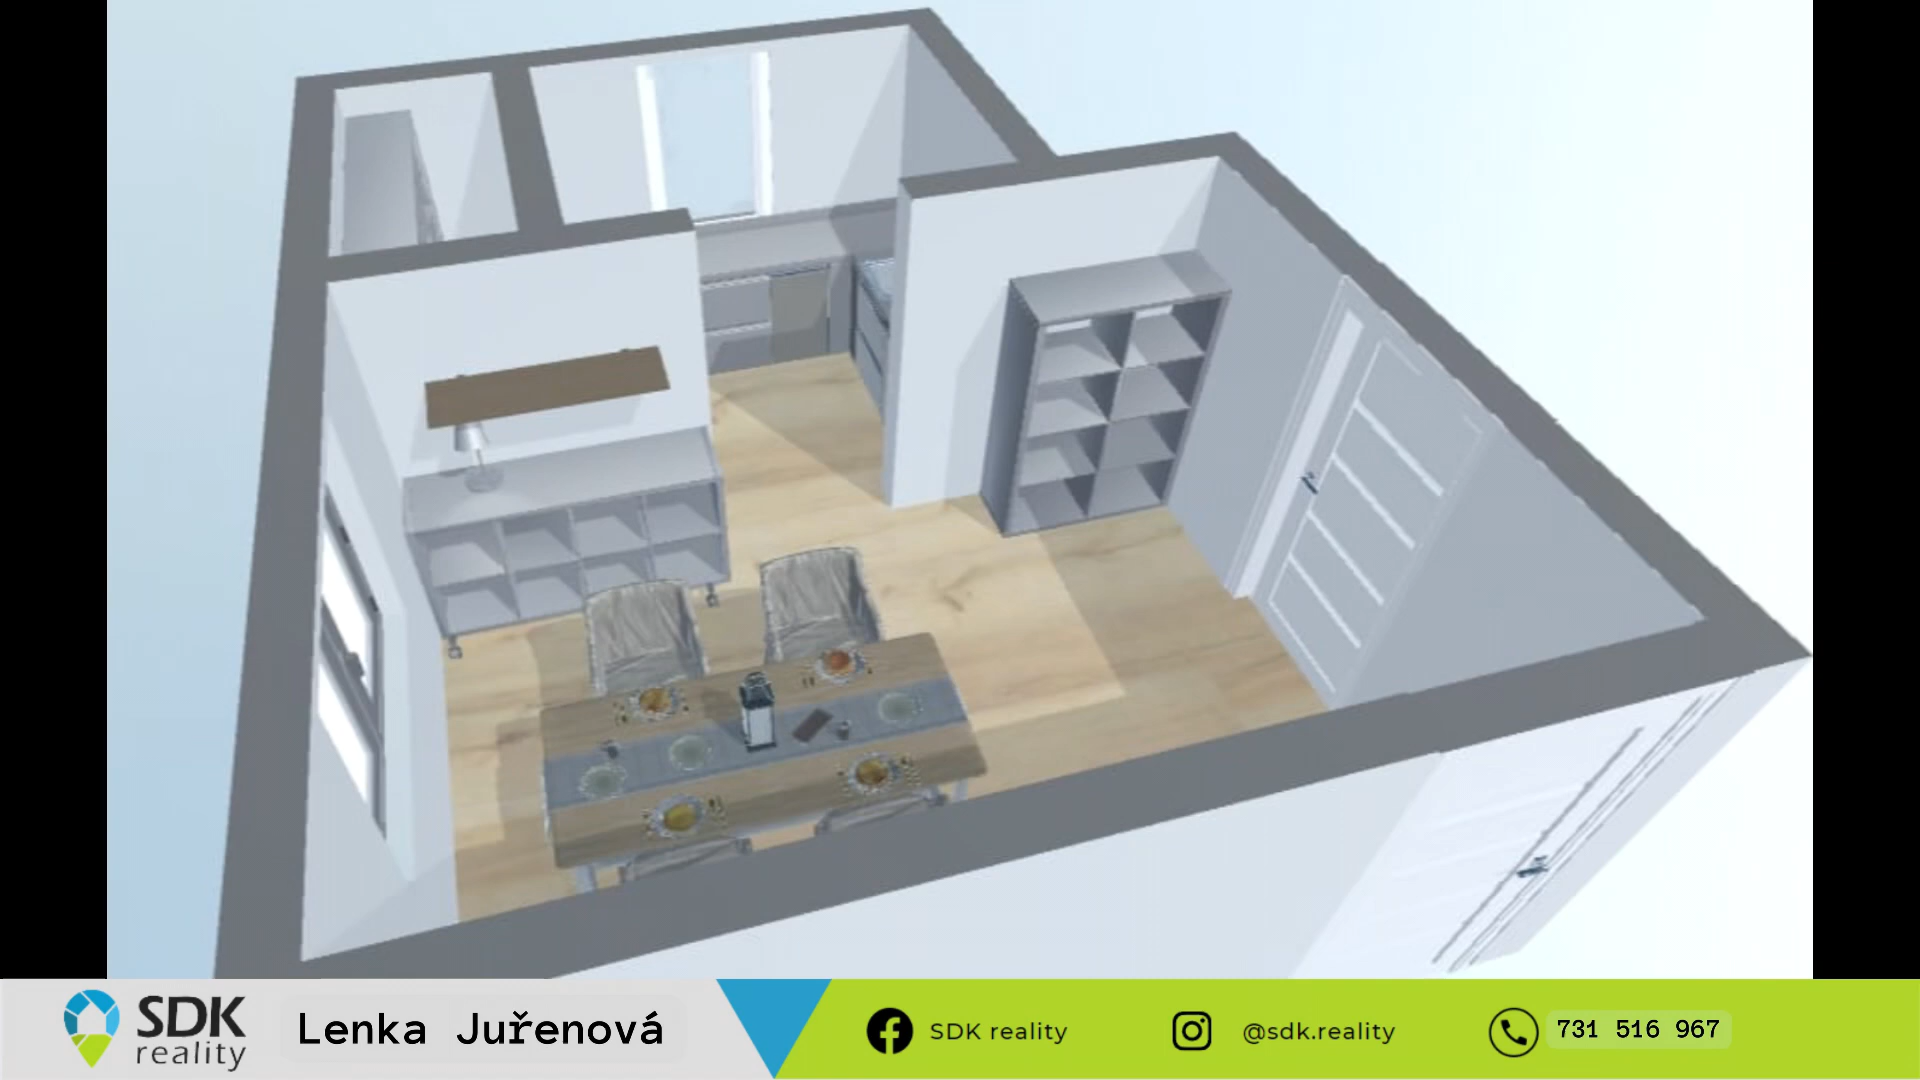 SDK
reality
Lenka Juřenová
SDK reality
@sdk.reality
731 516 967